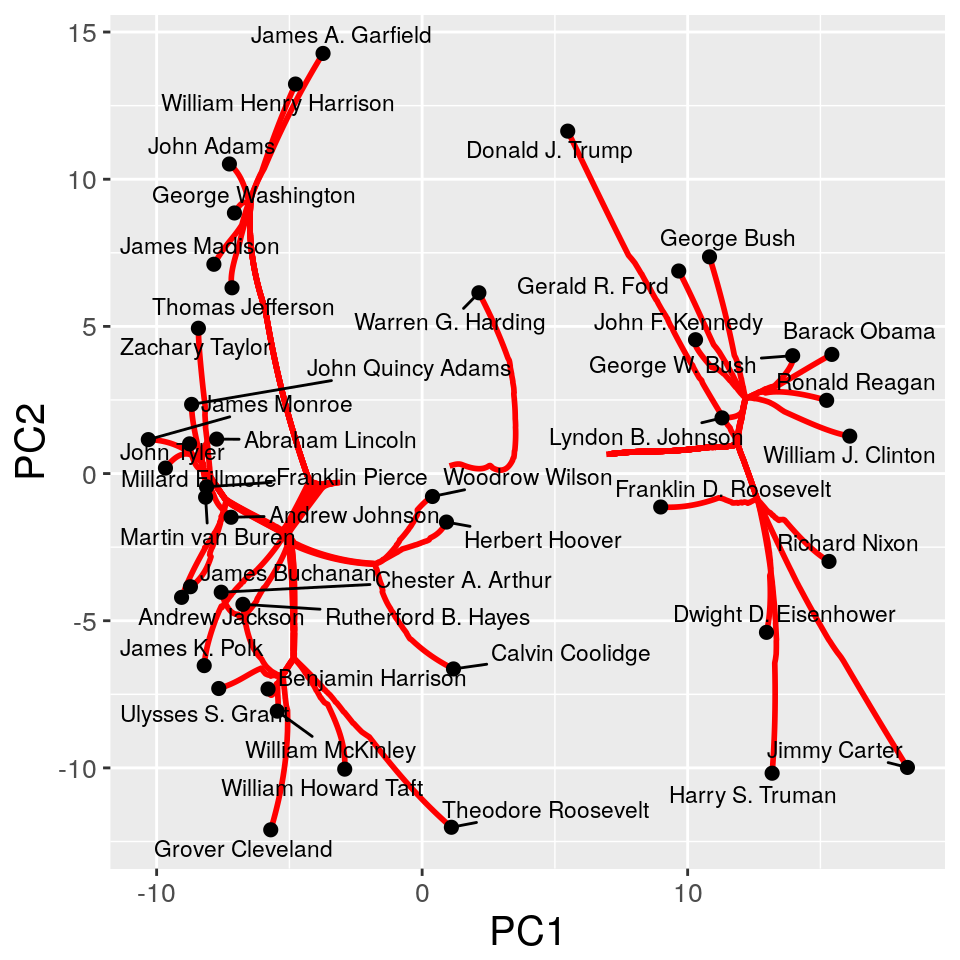 15
James A. Garfield
William Henry Harrison
Donald J. Trump
John Adams
10
George Washington
James Madison
George Bush
Gerald R. Ford
Thomas Jefferson
5
Warren G. Harding
John F. Kennedy
Barack Obama
Zachary Taylor
John Quincy Adams
George W. Bush
Ronald Reagan
James Monroe
Abraham Lincoln
Lyndon B. Johnson
John Tyler
William J. Clinton
PC2
0
Millard Fillmore
Franklin Pierce
Woodrow Wilson
Franklin D. Roosevelt
Andrew Johnson
Martin van Buren
Herbert Hoover
Richard Nixon
James Buchanan
Chester A. Arthur
-5
Andrew Jackson
Rutherford B. Hayes
Dwight D. Eisenhower
James K. Polk
Calvin Coolidge
Benjamin Harrison
Ulysses S. Grant
William McKinley
Jimmy Carter
-10
William Howard Taft
Harry S. Truman
Theodore Roosevelt
Grover Cleveland
-10
0
10
PC1